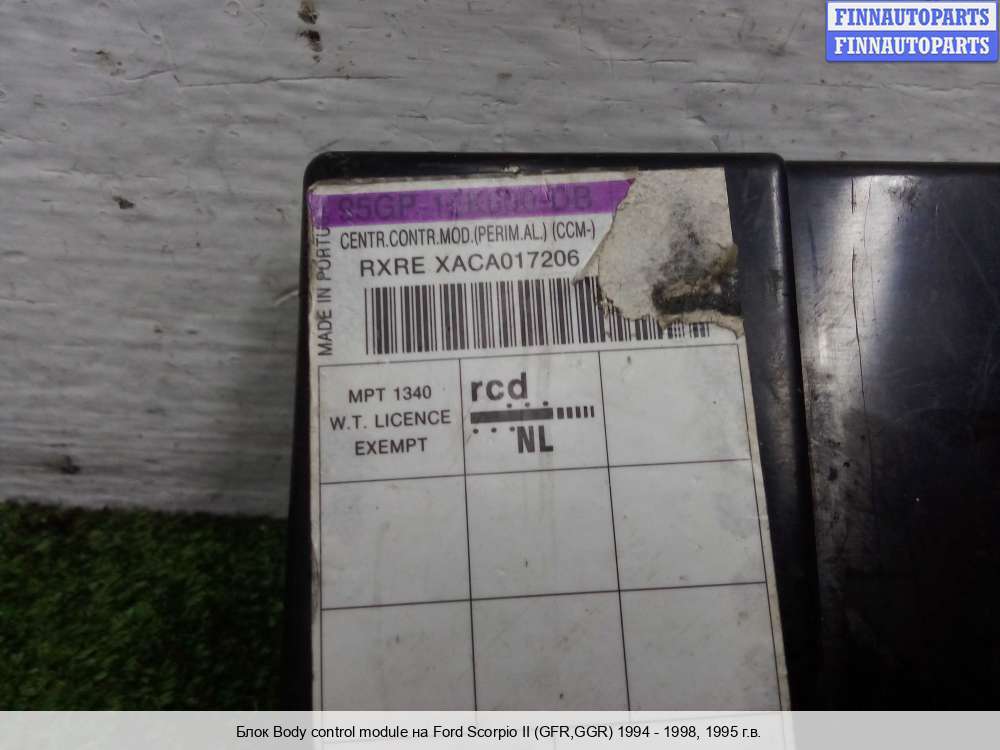 FINNAUTOPARTS
FINNAUTOPARTS
CENTR.CONTR.MOD.(PERIM.AL.) (CCM-)
RXRE XACA017206
MADE IN PORTU
MPT 1340
W.T. LICENCE
EXEMPT
rcd
NL
Блок Body control module на Ford Scorpio II (GFR,GGR) 1994 - 1998, 1995 г.в.